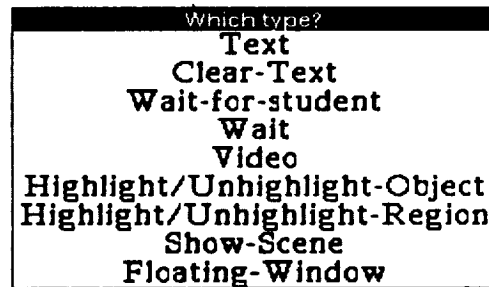 Which type?
Text
Clear-Text
Wait-for-student
Wait
Video
Highlight/Unhighlight-Object
Highlight/Unhighlight-Region
Show-Scene
Floating-Window